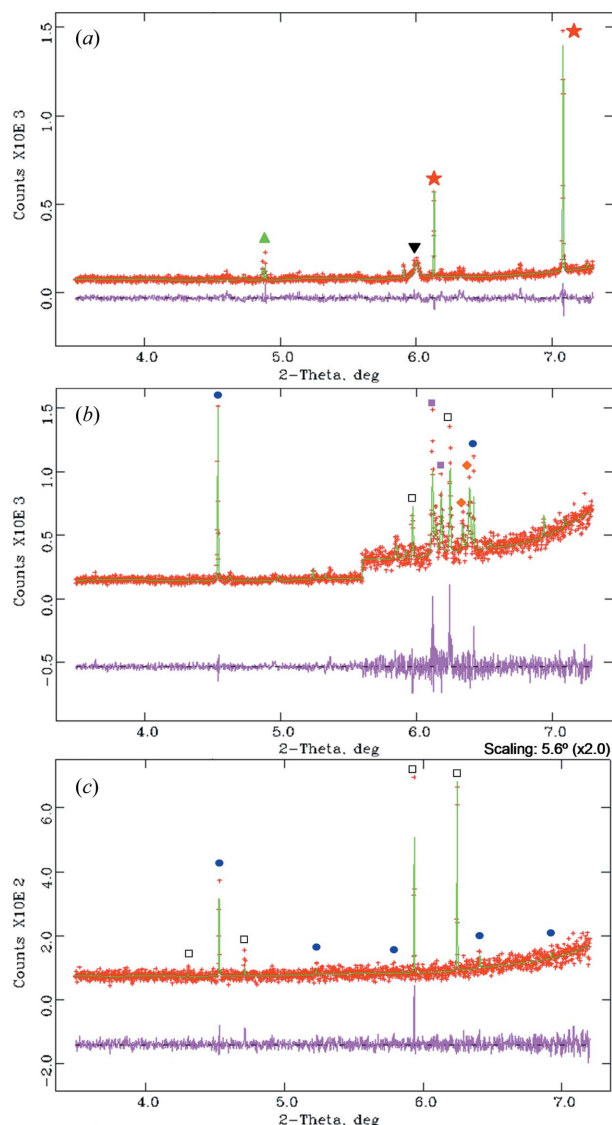 (a)
Counts X10E 3
1.5
1.0
0.5
0.0
4.0 5.0 6.0 7.0
2-Theta, deg
(b)
Counts X10E 3
1.5
1.0
0.5
0.0
-0.5
4.0 5.0 6.0 7.0
2-Theta, deg
Scaling: 5.6º (x2.0)
(c)
Counts X10E 2
6.0
4.0
2.0
0.0
-2.0
4.0 5.0 6.0 7.0
2-Theta, deg